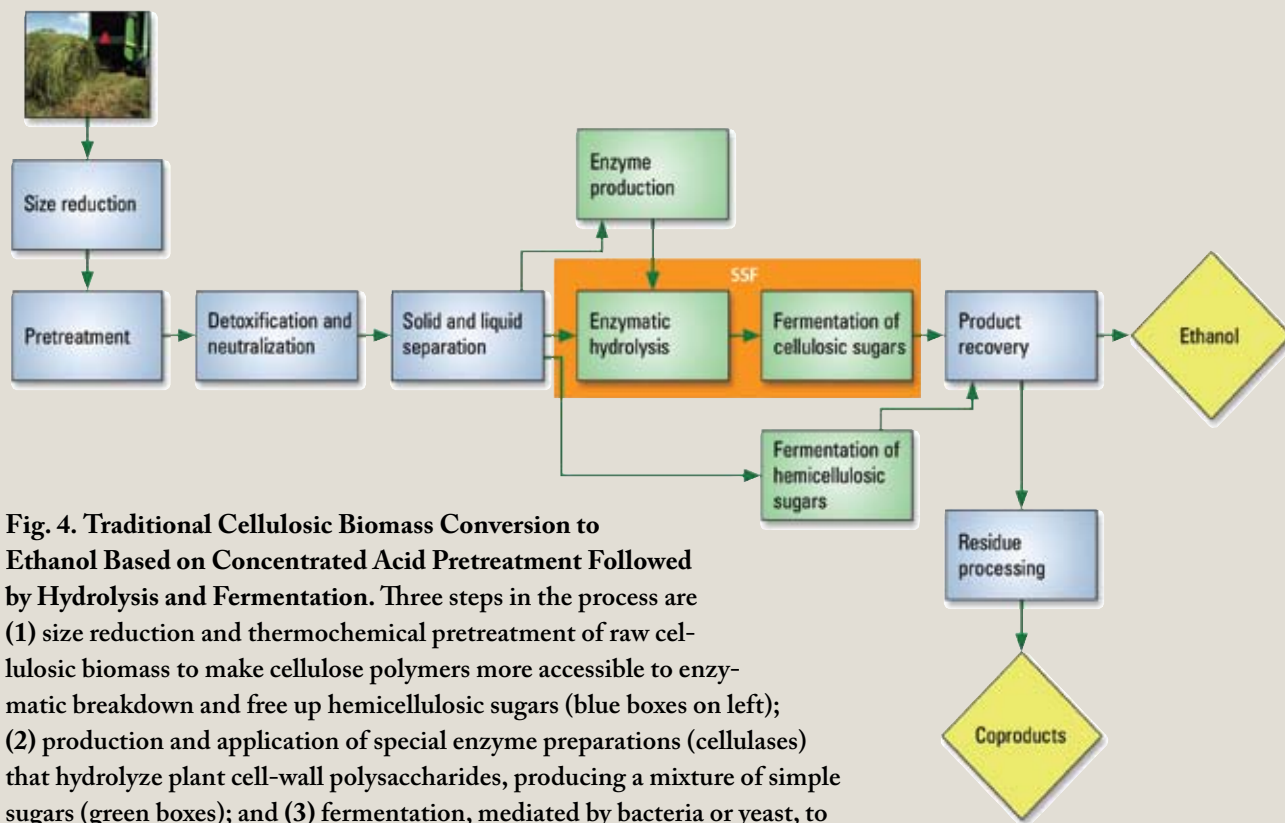 Size reduction
Pretreatment
Detoxification and
neutralization
Solid and liquid
separation
Enzyme
production
SSF
Enzymatic
hydrolysis
Fermentation of
cellulosic sugars
Fermentation of
hemicellulosic
sugars
Product
recovery
Ethanol
Residue
processing
Coproducts
Fig. 4. Traditional Cellulosic Biomass Conversion to
Ethanol Based on Concentrated Acid Pretreatment Followed
by Hydrolysis and Fermentation. Three steps in the process are
(1) size reduction and thermochemical pretreatment of raw cel-
lulosic biomass to make cellulose polymers more accessible to enzy-
matic breakdown and free up hemicellulosic sugars (blue boxes on left);
(2) production and application of special enzyme preparations (cellulases)
that hydrolyze plant cell-wall polysaccharides, producing a mixture of simple
sugars (green boxes); and (3) fermentation, mediated by bacteria or yeast, to